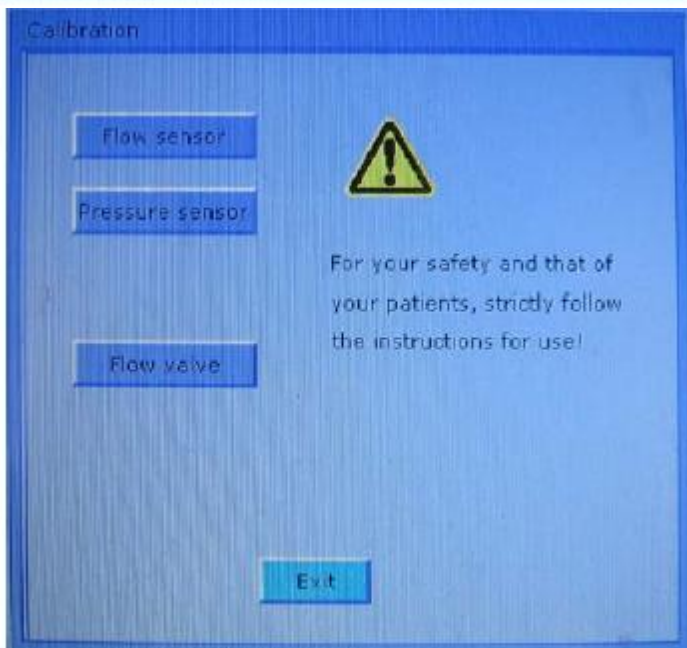 Calibration
Flow sensor
Pressure sensor
Flow valve
For your safety and that of
your patients, strictly follow
the instructions for use!
Exit